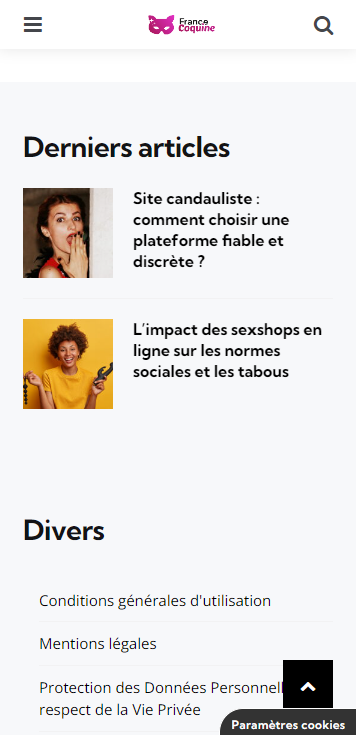 France
Coquine
Derniers articles
Site candauliste :
comment choisir une
plateforme fiable et
discrète ?
L'impact des sexshops en
ligne sur les normes
sociales et les tabous
Divers
Conditions générales d'utilisation
Mentions légales
Protection des Données Personnell
respect de la Vie Privée
Paramètres cookies